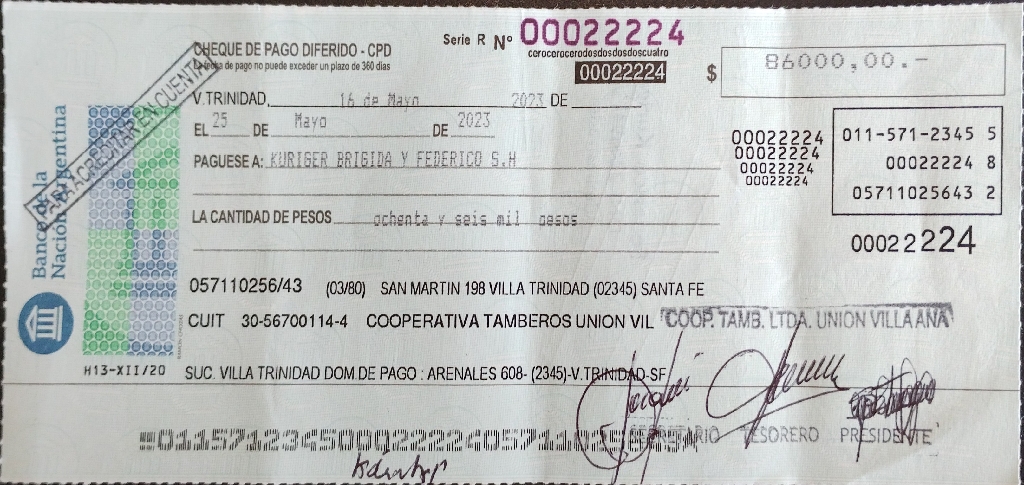 CHEQUE DE PAGO DIFERIDO - CPD
La fecha de pago no puede exceder un plazo de 360 días
Serie R Nº 00022224
cerocerocerodosdosdosdoscuatro
00022224
$ 86000,00.-
V.TRINIDAD, 16 de Mayo 2023 DE
EL 25 DE Mayo DE 2023
PAGUESE A: KURIGER BRIGIDA Y FEDERICO S.H
LA CANTIDAD DE PESOS ochenta y seis mil pesos
00022224
00022224
00022224
00022224
011-571-2345 5
00022224 8
05711025643 2
00022224
Banco de la
Nación Argentina
PARA ACREDITAR EN CUENTA
057110256/43 (03/80) SAN MARTIN 198 VILLA TRINIDAD (02345) SANTA FE
CUIT 30-56700114-4 COOPERATIVA TAMBEROS UNION VIL
COOP. TAMB. LTDA. UNION VILLA ANA
H13-XII/20
SUC. VILLA TRINIDAD DOM.DE PAGO : ARENALES 608- (2345)-V.TRINIDAD-SF
SECRETARIO TESORERO PRESIDENTE